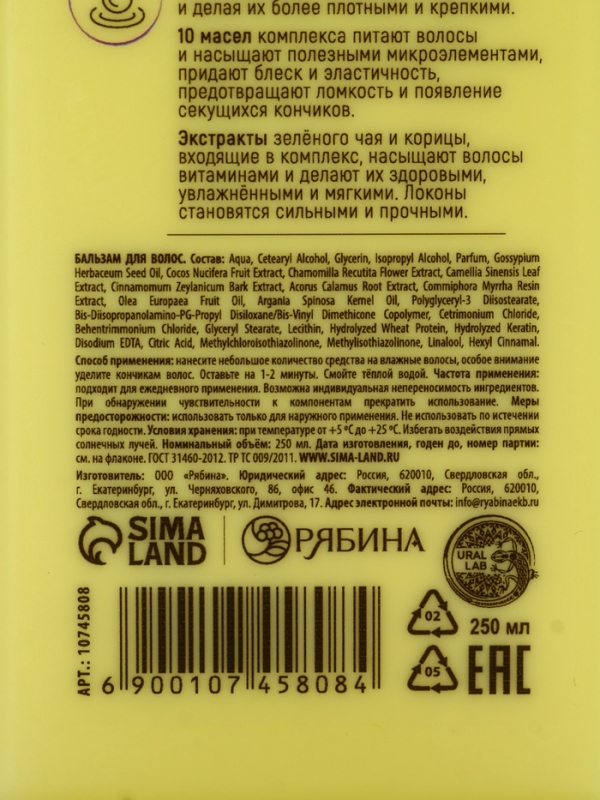 и делая их более плотными и крепкими.
10 масел комплекса питают волосы
и насыщают полезными микроэлементами,
придают блеск и эластичность,
предотвращают ломкость и появление
секущихся кончиков.
Экстракты зелёного чая и корицы,
входящие в комплекс, насыщают волосы
витаминами и делают их здоровыми,
увлажнёнными и мягкими. Локоны
становятся сильными и прочными.
БАЛЬЗАМ ДЛЯ ВОЛОС. Состав: Aqua, Cetearyl Alcohol, Glycerin, Isopropyl Alcohol, Parfum, Gossypium
Herbaceum Seed Oil, Cocos Nucifera Fruit Extract, Chamomilla Recutita Flower Extract, Camellia Sinensis Leaf
Extract, Cinnamomum Zeylanicum Bark Extract, Acorus Calamus Root Extract, Commiphora Myrrha Resin
Extract, Olea Europaea Fruit Oil, Argania Spinosa Kernel Oil, Polyglyceryl-3 Diisostearate,
Bis-Diisopropanolamino-PG-Propyl Disiloxane/Bis-Vinyl Dimethicone Copolymer, Cetrimonium Chloride,
Behentrimmonium Chloride, Glyceryl Stearate, Lecithin, Hydrolyzed Wheat Protein, Hydrolyzed Keratin,
Disodium EDTA, Citric Acid, Methylchloroisothiazolinone, Methylisothiazolinone, Linalool, Hexyl Cinnamal.
Способ применения: нанесите небольшое количество средства на влажные волосы, особое внимание
уделите кончикам волос. Оставьте на 1-2 минуты. Смойте тёплой водой. Частота применения:
подходит для ежедневного применения. Возможна индивидуальная непереносимость ингредиентов.
При обнаружении чувствительности к компонентам прекратить использование. Меры
предосторожности: использовать только для наружного применения. Не использовать по истечении
срока годности. Условия хранения: при температуре от +5 °С до +25 °С. Избегать воздействия прямых
солнечных лучей. Номинальный объём: 250 мл. Дата изготовления, годен до, номер партии:
см. на флаконе. ГОСТ 31460-2012. ТР ТС 009/2011. WWW.SIMA-LAND.RU
Изготовитель: ООО «Рябина». Юридический адрес: Россия, 620010, Свердловская обл.,
г. Екатеринбург, ул. Черняховского, 86, офис 46. Фактический адрес: Россия, 620010,
Свердловская обл., г. Екатеринбург, ул. Димитрова, 17. Адрес электронной почты: info@ryabinaekb.ru
SIMA
LAND
РЯБИНА
URAL
LAB
АРТ.: 10745808
02
250 мл
05
EAC
6 900107 458084